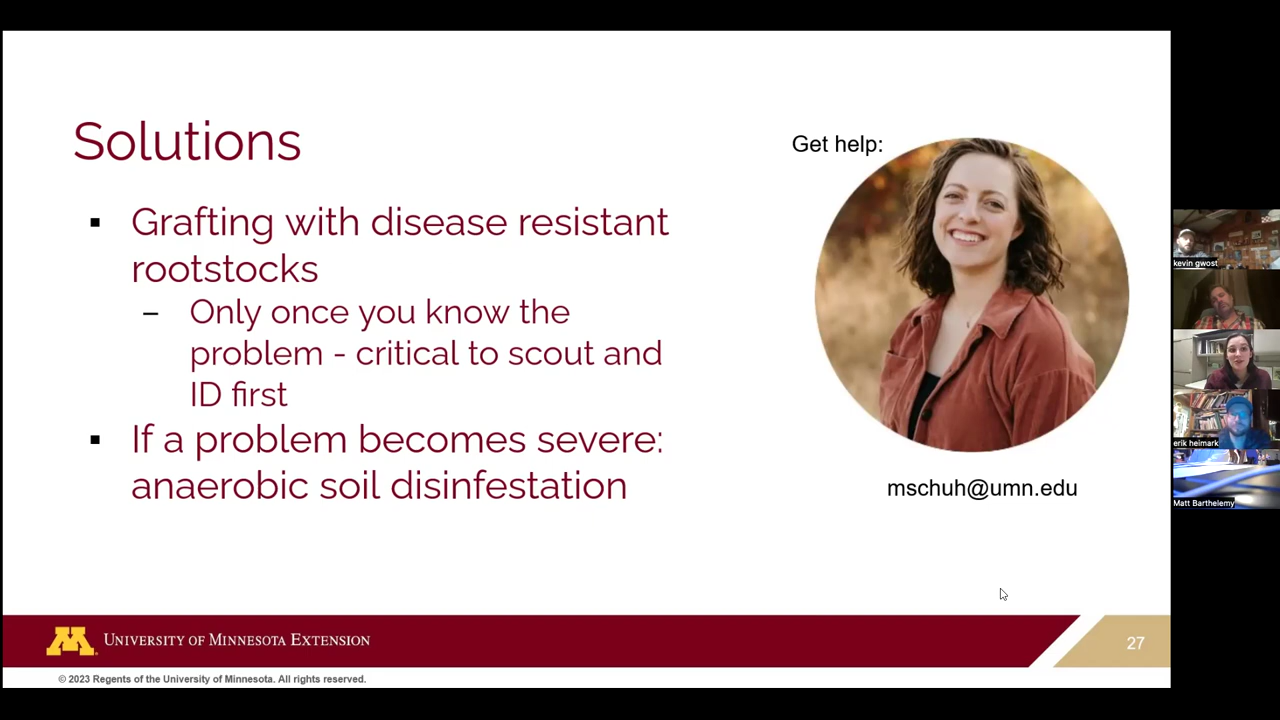 Solutions
Get help:
▪ Grafting with disease resistant
rootstocks
– Only once you know the
problem - critical to scout and
ID first
▪ If a problem becomes severe:
anaerobic soil disinfestation
mschuh@umn.edu
UNIVERSITY OF MINNESOTA EXTENSION
27
© 2023 Regents of the University of Minnesota. All rights reserved.
kevin gwost
erik heimark
Matt Barthelemy